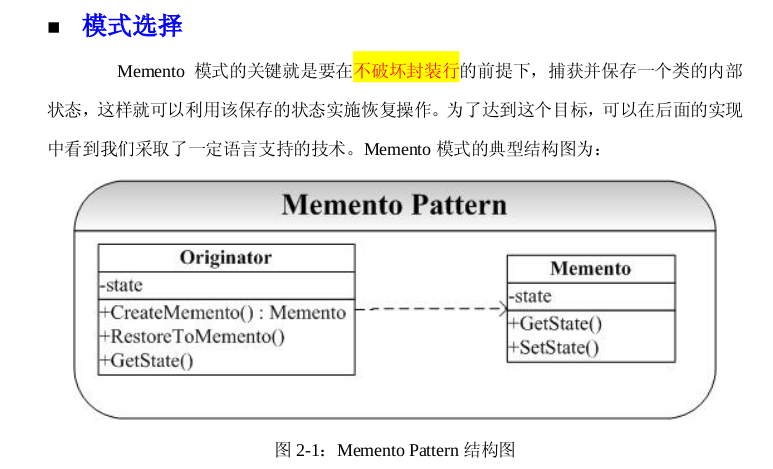 ■ 模式选择
Memento 模式的关键就是要在不破坏封装行的前提下，捕获并保存一个类的内部
状态，这样就可以利用该保存的状态实施恢复操作。为了达到这个目标，可以在后面的实现
中看到我们采取了一定语言支持的技术。Memento 模式的典型结构图为：
Memento Pattern
Originator
-state
+CreateMemento() : Memento
+RestoreToMemento()
+GetState()
Memento
-state
+GetState()
+SetState()
图 2-1：Memento Pattern 结构图